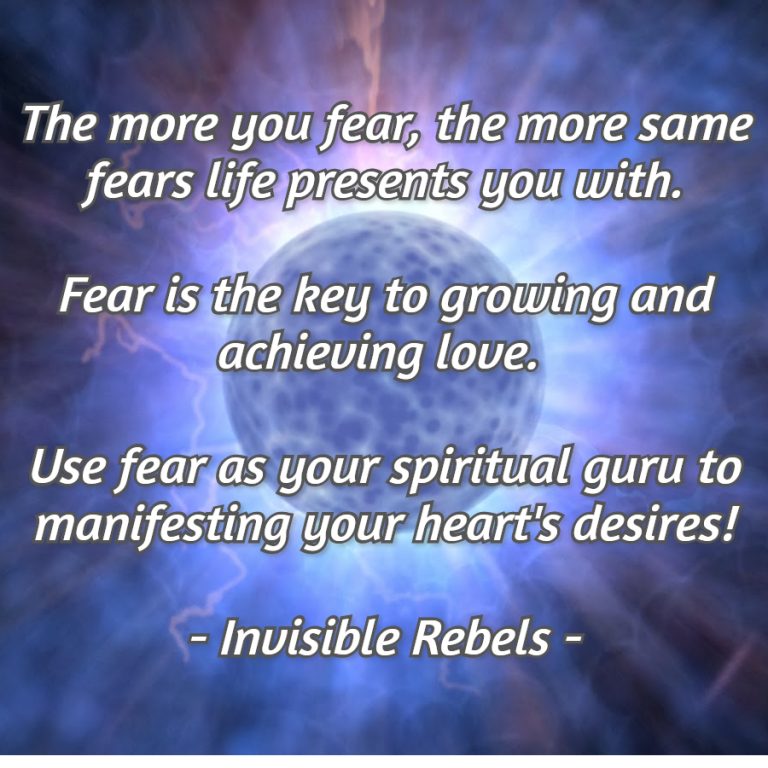 The more you fear, the more same
fears life presents you with.
Fear is the key to growing and
achieving love.
Use fear as your spiritual guru to
manifesting your heart's desires!
- Invisible Rebels -